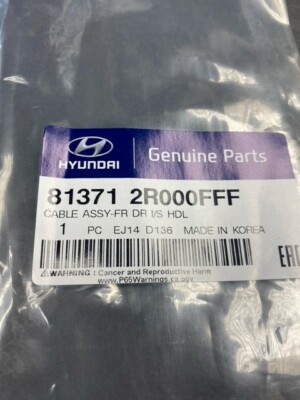 HYUNDAI
Genuine Parts
81371 2R000FFF
CABLE ASSY-FR DR I/S HDL
1 PC EJ14 D136 MADE IN KOREA
EAC
WARNING : Cancer and Reproductive Harm
www.P65Warnings.ca.gov